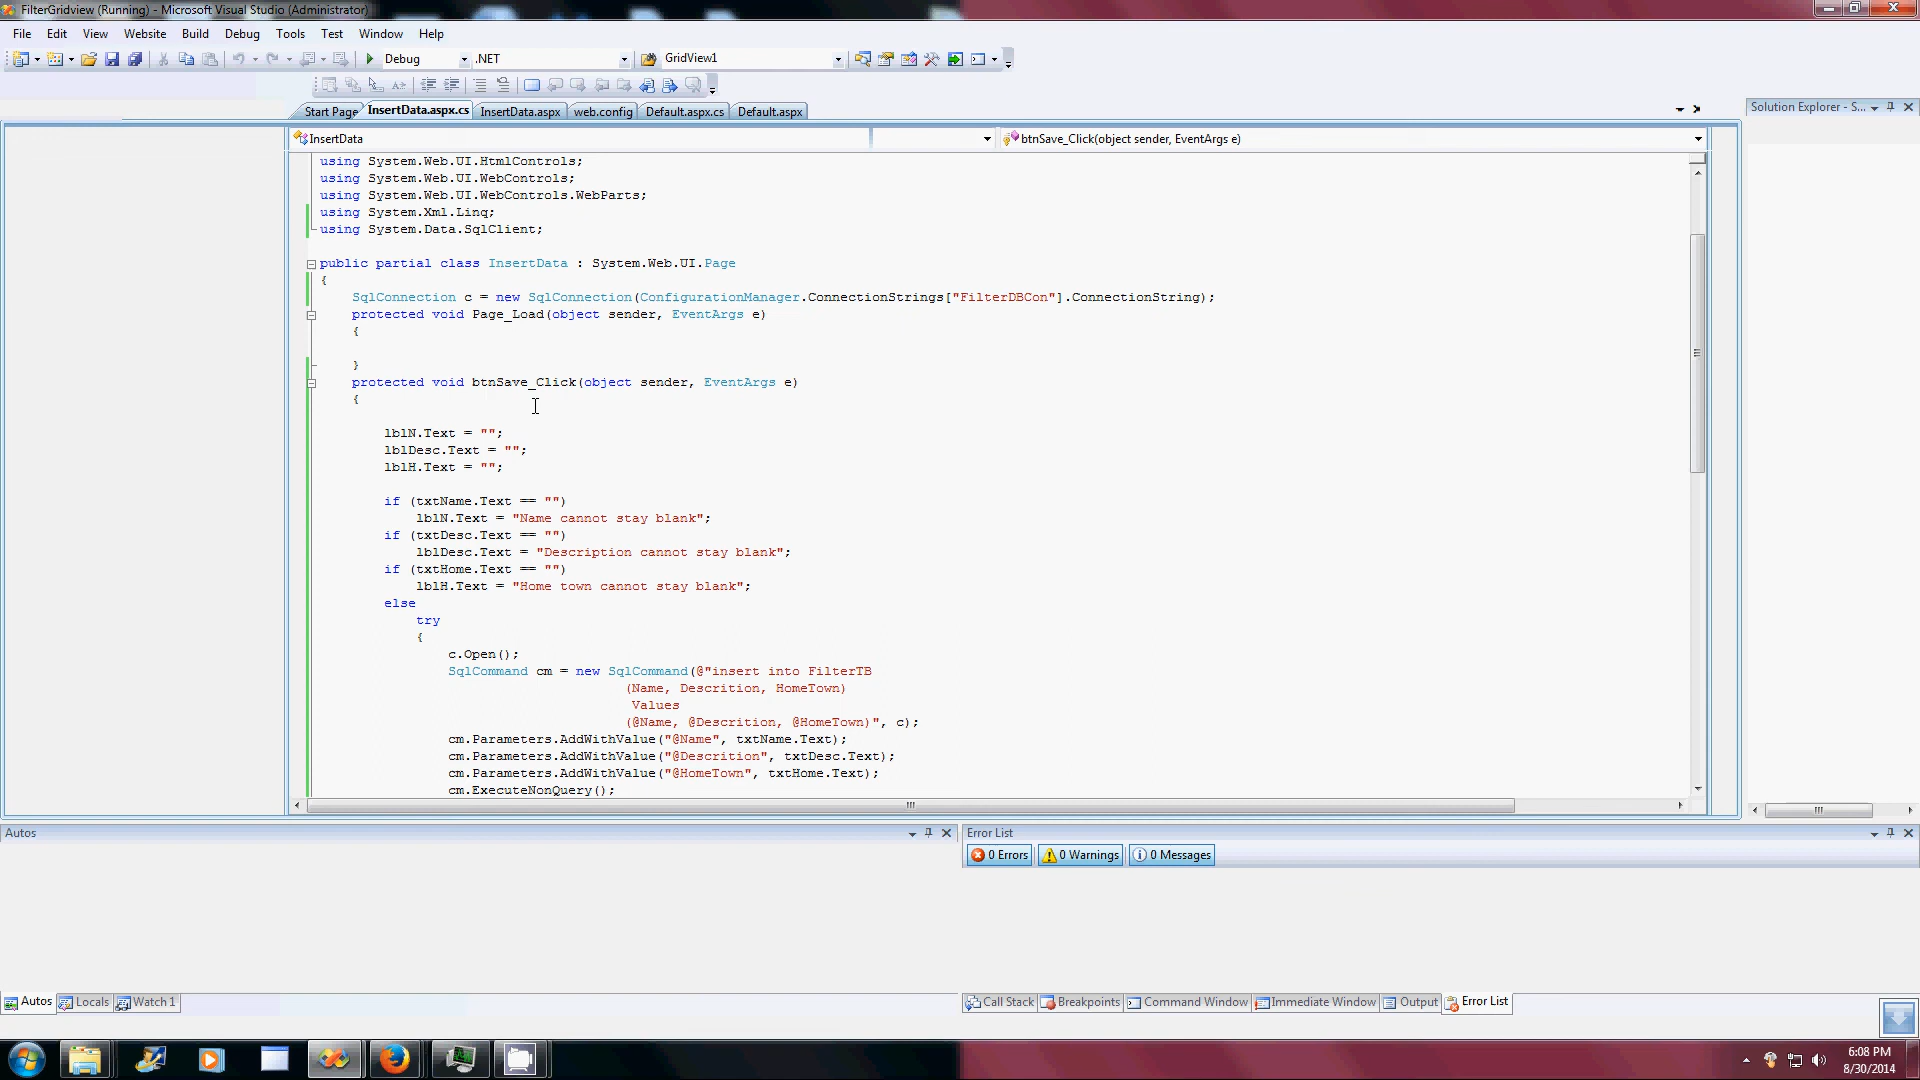 FilterGridview (Running) - Microsoft Visual Studio (Administrator)
File Edit View Website Build Debug Tools Test Window Help
Debug .NET GridView1
Start Page InsertData.aspx.cs InsertData.aspx web.config Default.aspx.cs Default.aspx
Solution Explorer - S...
InsertData btnSave_Click(object sender, EventArgs e)
using System.Web.UI.HtmlControls;
using System.Web.UI.WebControls;
using System.Web.UI.WebControls.WebParts;
using System.Xml.Linq;
using System.Data.SqlClient;
public partial class InsertData : System.Web.UI.Page
{
SqlConnection c = new SqlConnection(ConfigurationManager.ConnectionStrings["FilterDBCon"].ConnectionString);
protected void Page_Load(object sender, EventArgs e)
{
}
protected void btnSave_Click(object sender, EventArgs e)
{
lblN.Text = "";
lblDesc.Text = "";
lblH.Text = "";
if (txtName.Text == "")
lblN.Text = "Name cannot stay blank";
if (txtDesc.Text == "")
lblDesc.Text = "Description cannot stay blank";
if (txtHome.Text == "")
lblH.Text = "Home town cannot stay blank";
else
try
{
c.Open();
SqlCommand cm = new SqlCommand(@"insert into FilterTB
(Name, Descrition, HomeTown)
Values
(@Name, @Descrition, @HomeTown)", c);
cm.Parameters.AddWithValue("@Name", txtName.Text);
cm.Parameters.AddWithValue("@Descrition", txtDesc.Text);
cm.Parameters.AddWithValue("@HomeTown", txtHome.Text);
cm.ExecuteNonQuery();
Autos
Error List
0 Errors 0 Warnings 0 Messages
Autos Locals Watch 1
Call Stack Breakpoints Command Window Immediate Window Output Error List
6:08 PM
8/30/2014